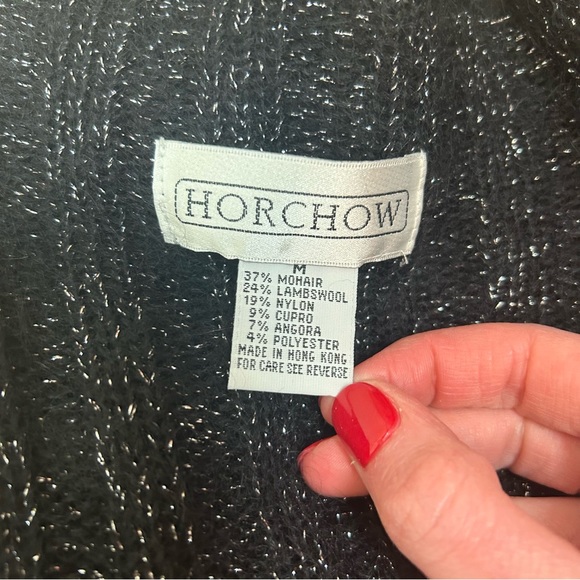 HORCHOW
M
37% MOHAIR
24% LAMBSWOOL
19% NYLON
9% CUPRO
7% ANGORA
4% POLYESTER
MADE IN HONG KONG
FOR CARE SEE REVERSE